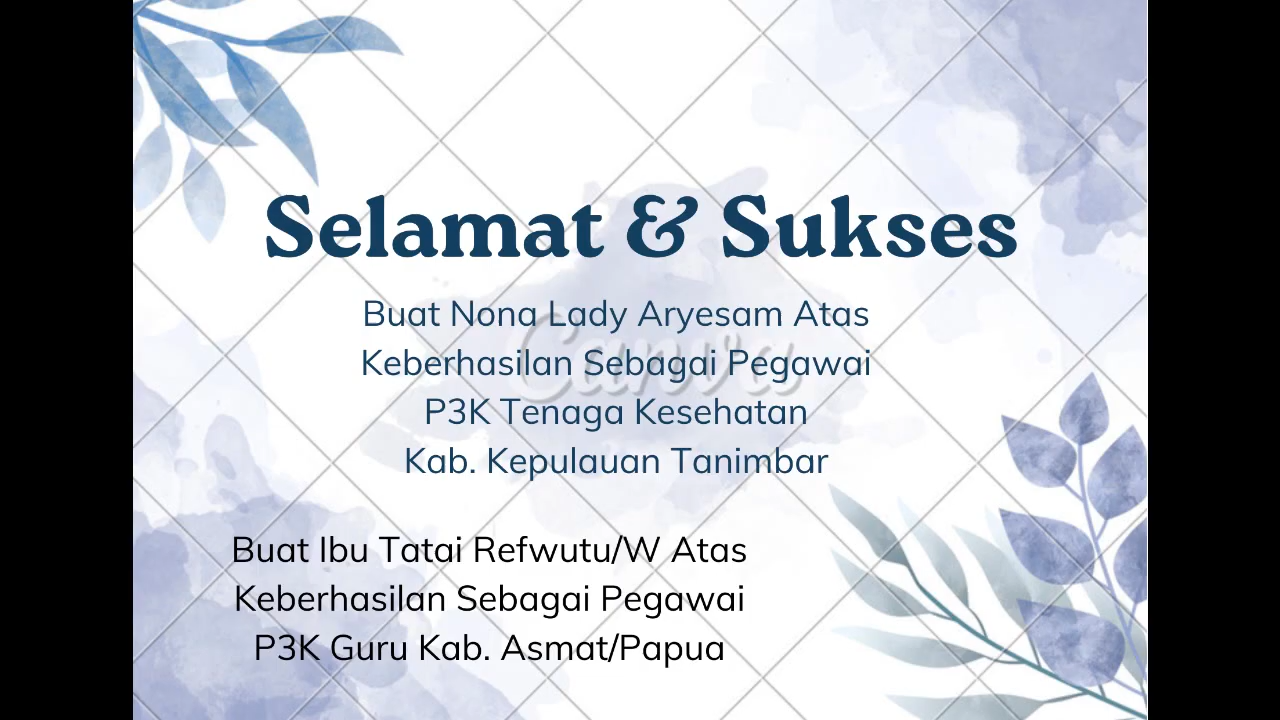 Selamat & Sukses
Buat Nona Lady Aryesam Atas
Keberhasilan Sebagai Pegawai
P3K Tenaga Kesehatan
Kab. Kepulauan Tanimbar
Canva
Buat Ibu Tatai Refwutu/W Atas
Keberhasilan Sebagai Pegawai
P3K Guru Kab. Asmat/Papua